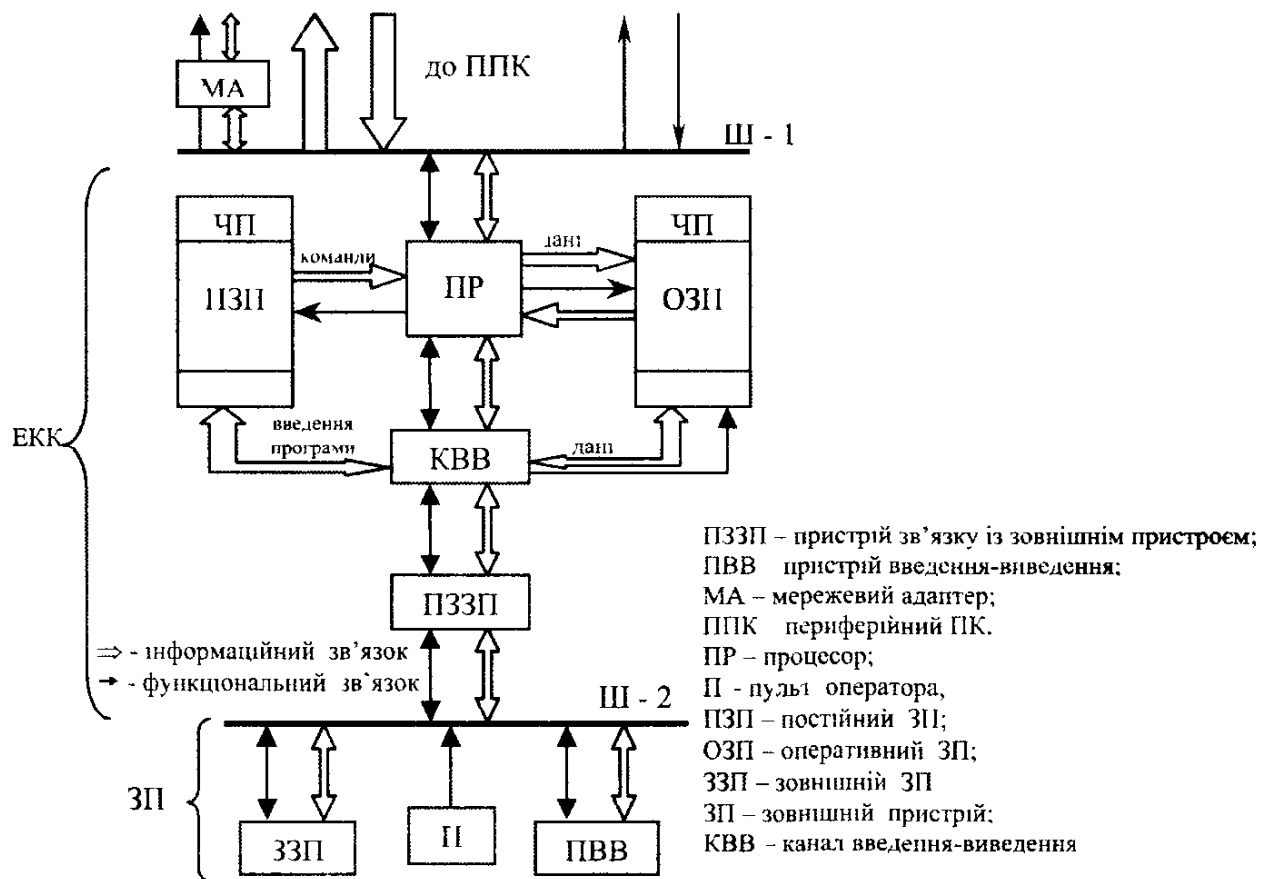 МА
до ППК
Ш - 1
ЧП
ПЗП
команди
ПР
дані
ЧП
ОЗП
ЕКК
введення
програми
КВВ
дані
ПЗЗП
⇒ - інформаційний зв'язок
→ - функціональний зв'язок
Ш - 2
ЗП
ЗЗП
П
ПВВ
ПЗЗП – пристрій зв'язку із зовнішнім пристроєм;
ПВВ пристрій введення-виведення;
МА – мережевий адаптер;
ППК периферійний ПК.
ПР – процесор;
П - пульт оператора,
ПЗП – постійний ЗП;
ОЗП – оперативний ЗП;
ЗЗП – зовнішній ЗП
ЗП – зовнішній пристрій;
КВВ – канал введення-виведення